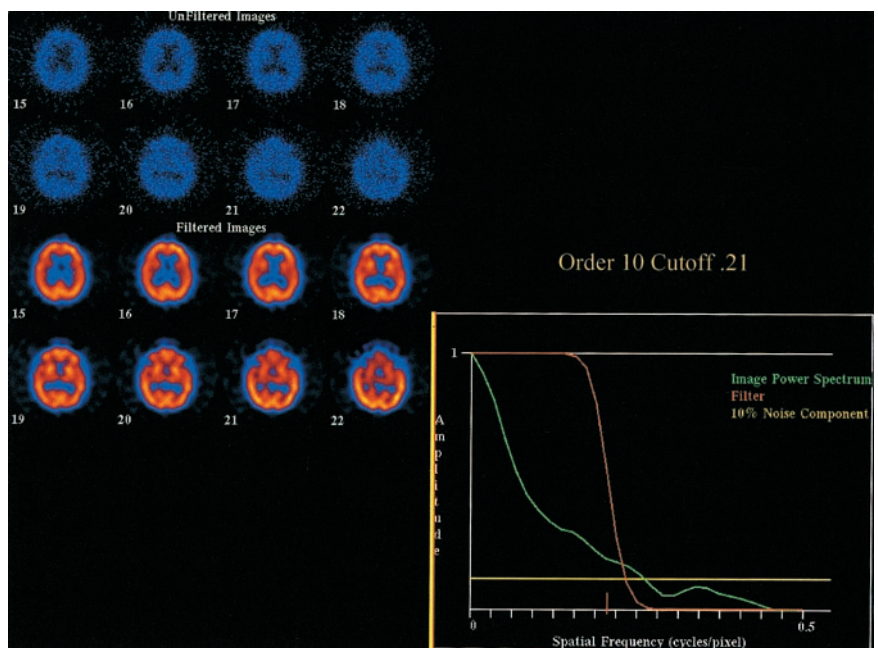 UnFiltered Images
15 16 17 18
19 20 21 22
Filtered Images
15 16 17 18
19 20 21 22
Order 10 Cutoff .21
1
Image Power Spectrum
Filter
10% Noise Component
Amplitude
0 0.5
Spatial Frequency (cycles/pixel)